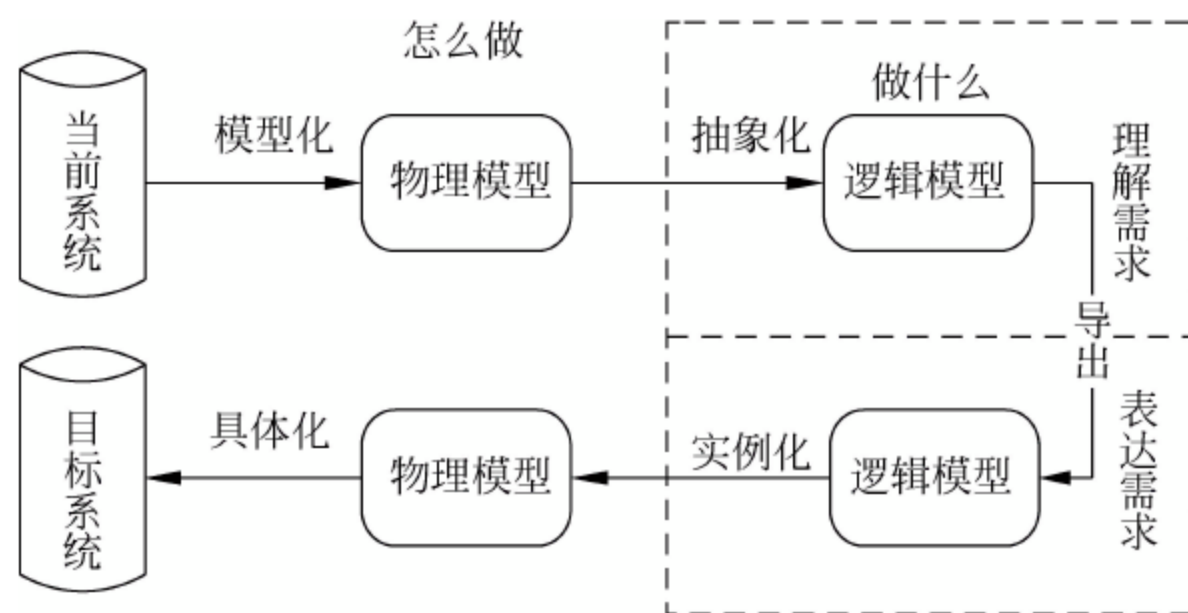 怎么做
做什么
当前系统
模型化
物理模型
抽象化
逻辑模型
理解需求
导出
目标系统
具体化
物理模型
实例化
逻辑模型
表达需求